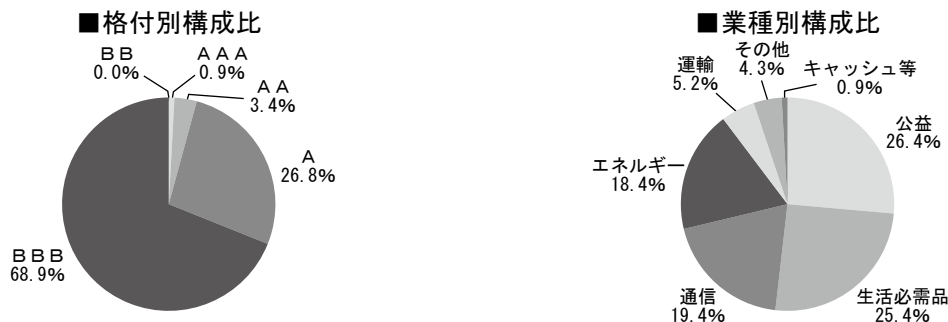 ■格付別構成比
ＢＢ
0.0%
ＡＡＡ
0.9%
ＡＡ
3.4%
Ａ
26.8%
ＢＢＢ
68.9%
■業種別構成比
運輸
5.2%
その他
4.3%
キャッシュ等
0.9%
公益
26.4%
エネルギー
18.4%
通信
19.4%
生活必需品
25.4%